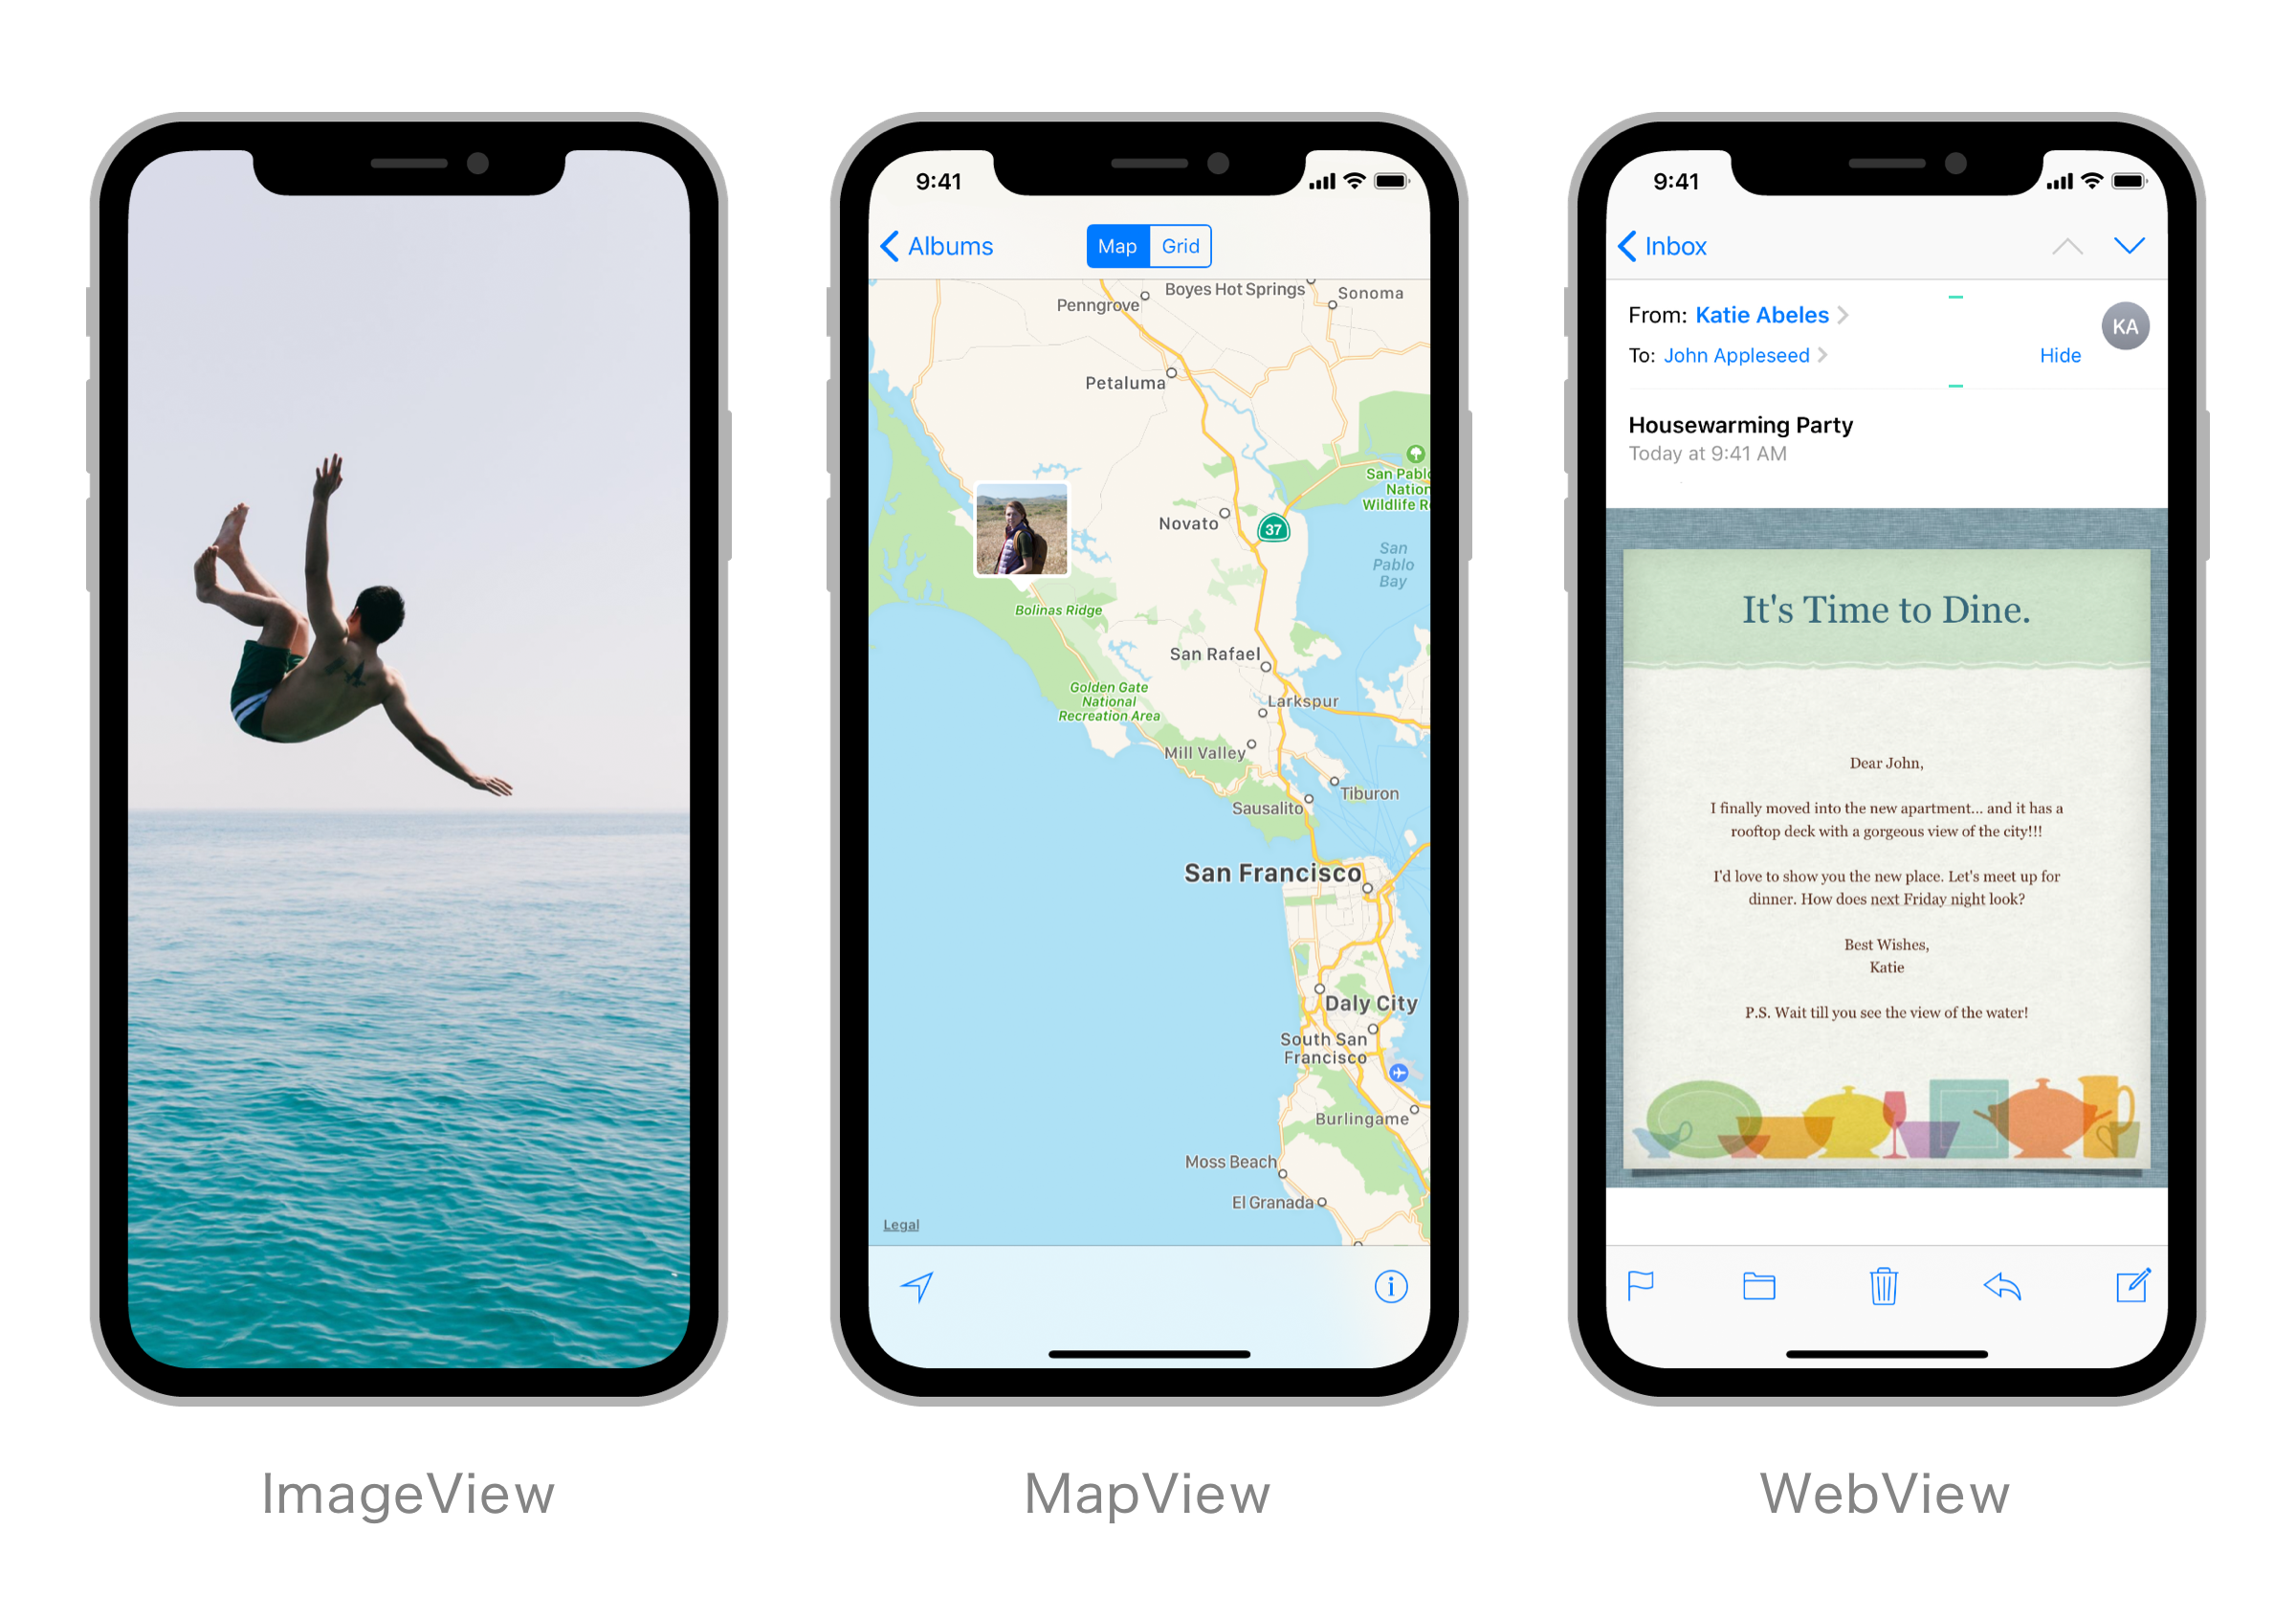 9:41
Albums
Map
Grid
Penngrove
Boyes Hot Springs
Sonoma
Petaluma
San Pablo
Nation
Wildlife R
Novato
37
San
Pablo
Bay
Bolinas Ridge
San Rafael
Golden Gate
National
Recreation Area
Larkspur
Mill Valley
Tiburon
Sausalito
San Francisco
Daly City
South San
Francisco
Burlingame
Moss Beach
El Granada
Legal
9:41
Inbox
From: Katie Abeles
KA
To: John Appleseed
Hide
Housewarming Party
Today at 9:41 AM
It's Time to Dine.
Dear John,
I finally moved into the new apartment... and it has a
rooftop deck with a gorgeous view of the city!!!
I'd love to show you the new place. Let's meet up for
dinner. How does next Friday night look?
Best Wishes,
Katie
P.S. Wait till you see the view of the water!
ImageView
MapView
WebView